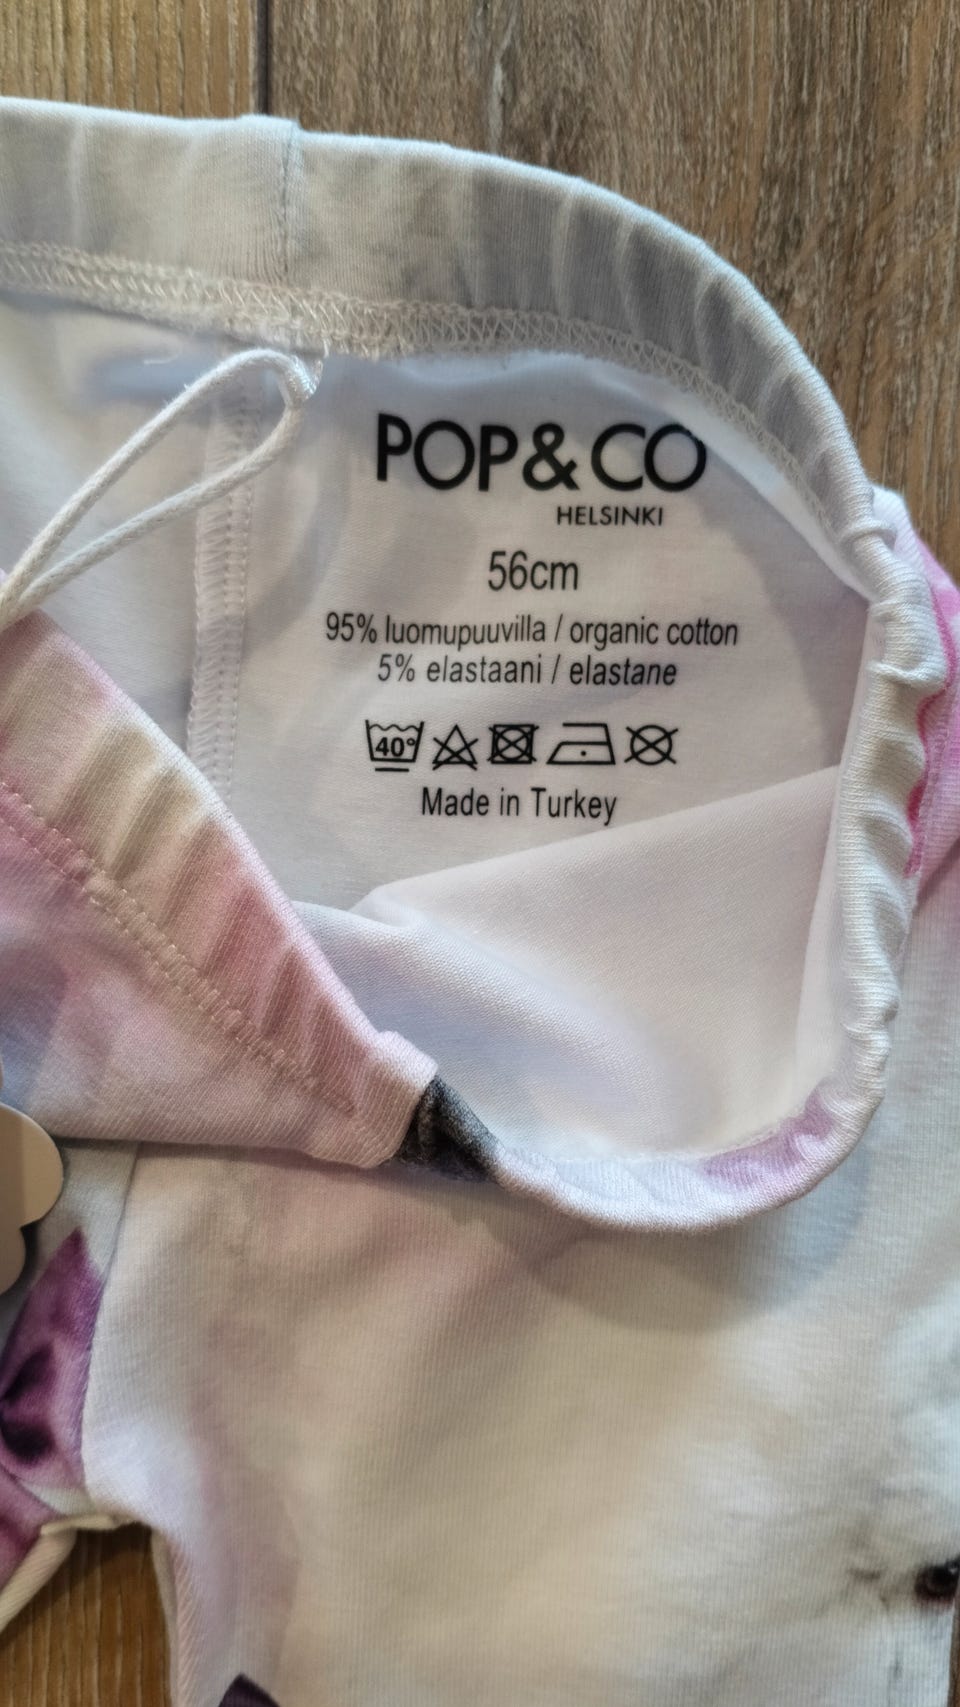 POP&CO
HELSINKI
56cm
95% luomupuuvilla / organic cotton
5% elastaani / elastane
40°
Made in Turkey